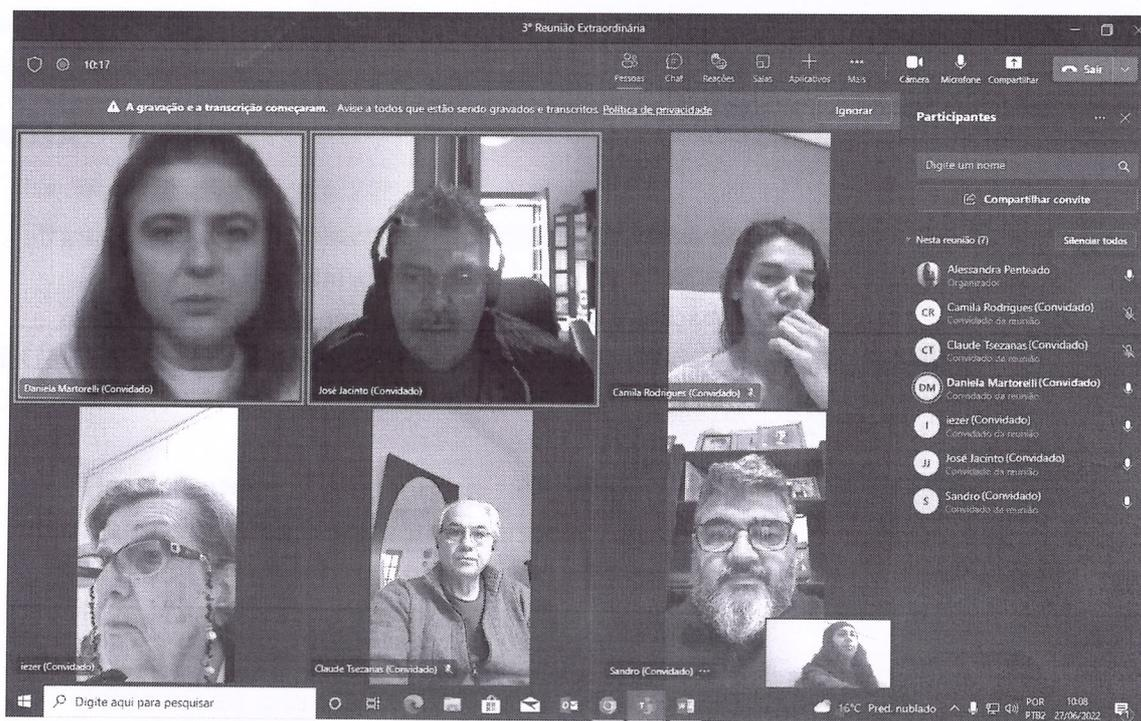 3ª Reunião Extraordinária
10:17
Pessoas
Chat
Reações
Salas
Aplicativos
Mais
Câmera
Microfone
Compartilhar
Sair
A gravação e a transcrição começaram. Avise a todos que estão sendo gravados e transcritos. Política de privacidade
Ignorar
Participantes
Digite um nome
Compartilhar convite
Nesta reunião (7)
Silenciar todos
Alessandra Penteado
Organizador
CR
Camila Rodrigues (Convidado)
Convidado da reunião
CT
Claude Tsezanas (Convidado)
Convidado da reunião
DM
Daniela Martorelli (Convidado)
Convidado da reunião
I
iezer (Convidado)
Convidado da reunião
JJ
José Jacinto (Convidado)
Convidado da reunião
S
Sandro (Convidado)
Convidado da reunião
Daniela Martorelli (Convidado)
José Jacinto (Convidado)
Camila Rodrigues (Convidado)
iezer (Convidado)
Claude Tsezanas (Convidado)
Sandro (Convidado)
Digite aqui para pesquisar
16°C Pred. nublado
POR
PTB2
10:08
27/06/2022